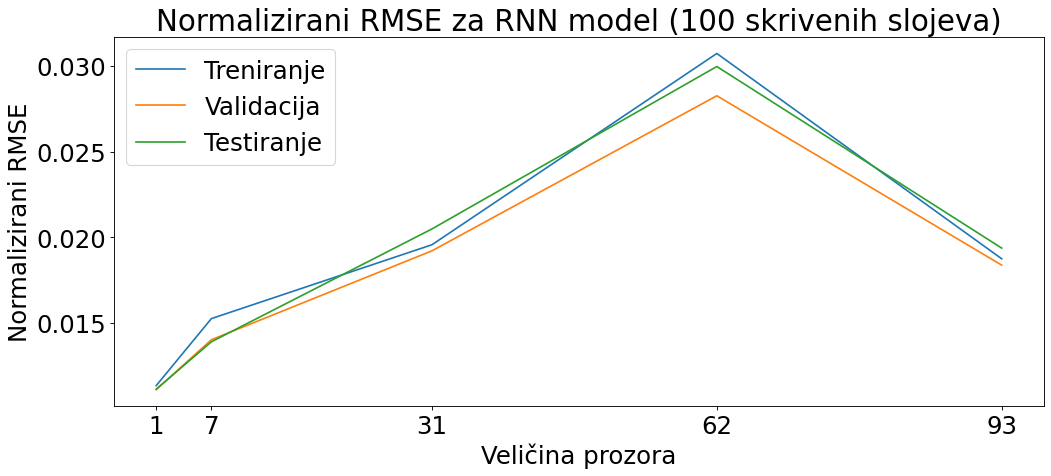 Normalizirani RMSE za RNN model (100 skrivenih slojeva)
Treniranje
Validacija
Testiranje
Normalizirani RMSE
0.030
0.025
0.020
0.015
1 7 31 62 93
Veličina prozora